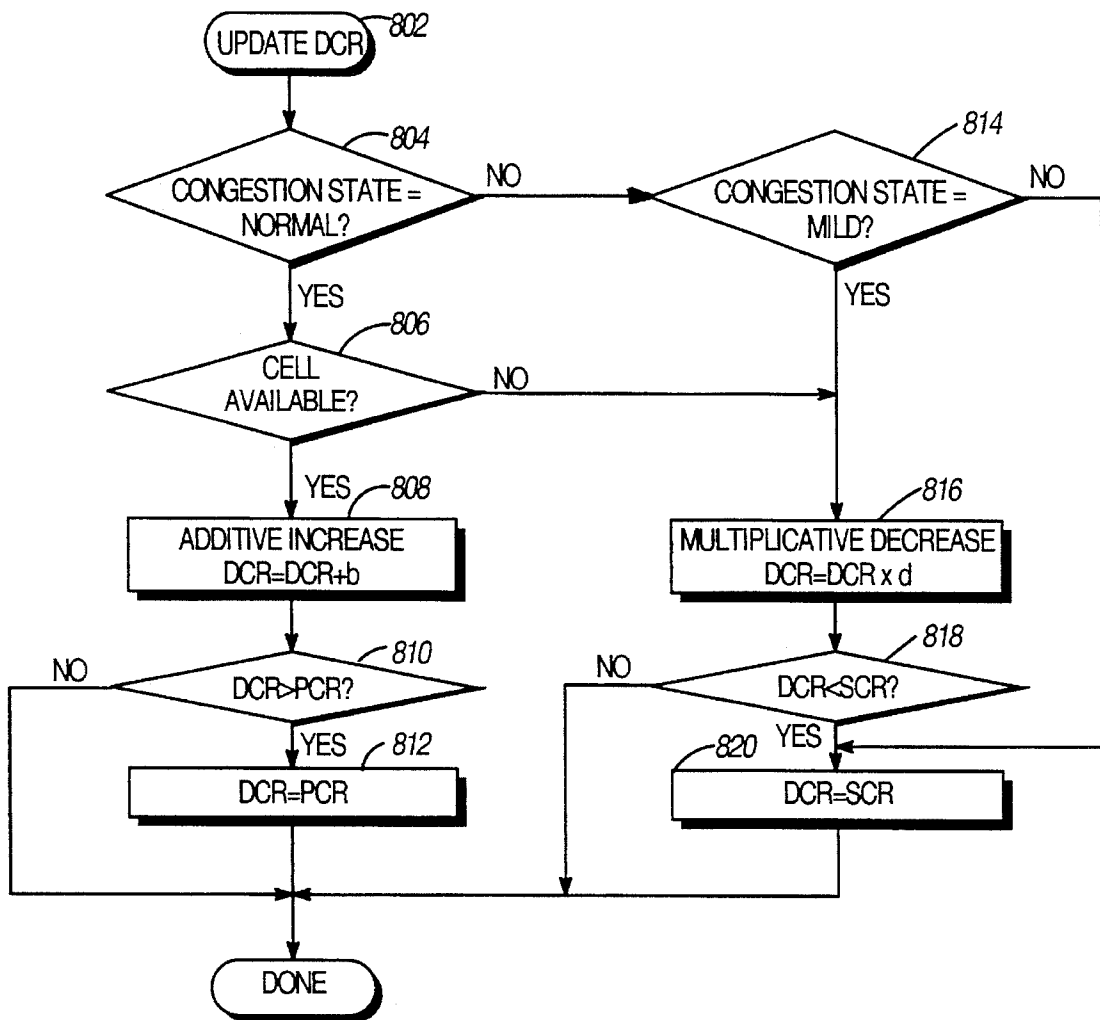 UPDATE DCR
802
804
CONGESTION STATE =
NORMAL?
NO
814
CONGESTION STATE =
MILD?
NO
YES
YES
806
CELL
AVAILABLE?
NO
YES
808
ADDITIVE INCREASE
DCR=DCR+b
816
MULTIPLICATIVE DECREASE
DCR=DCR x d
810
NO
DCR>PCR?
818
NO
DCR<SCR?
YES
812
DCR=PCR
YES
820
DCR=SCR
DONE